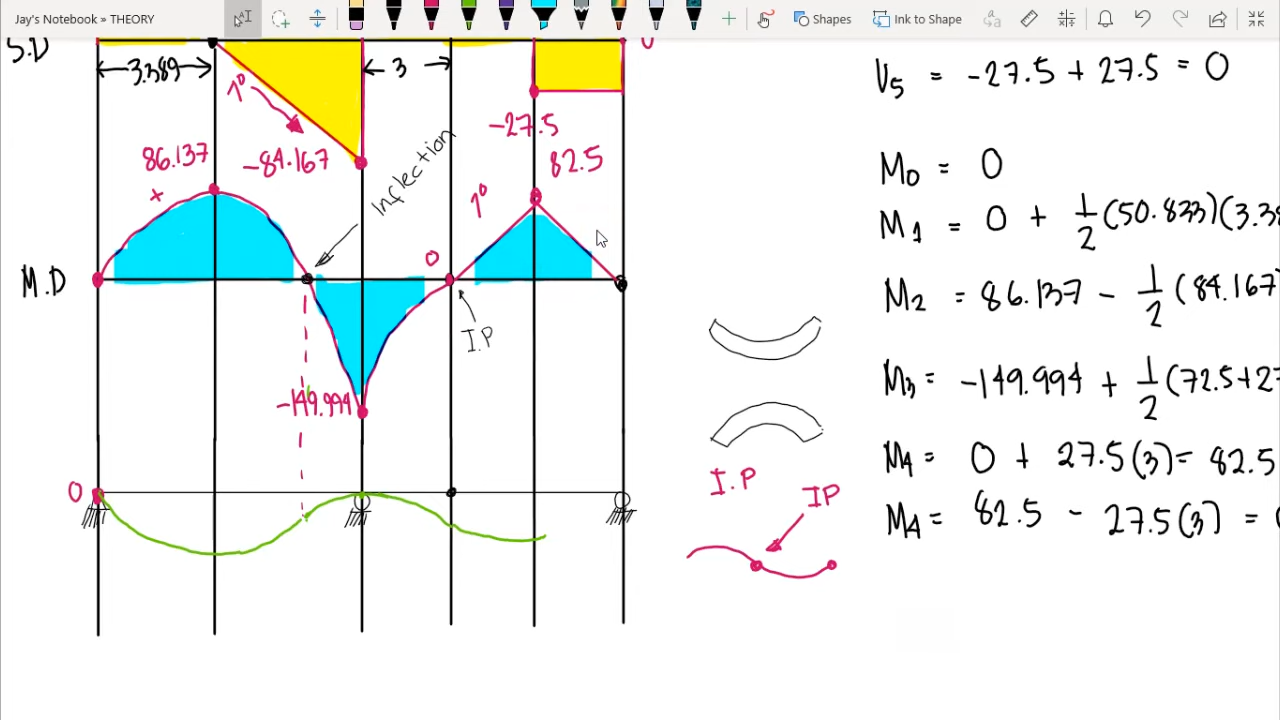 Jay's Notebook » THEORY
Shapes
Ink to Shape
S.D
0
3.389
3
1°
-84.167
-27.5
86.137
+
Inflection
82.5
1°
0
M.D
I.P
-149.994
0
I.P
IP
V5 = -27.5 + 27.5 = 0
M0 = 0
M1 = 0 + 1/2 (50.833)(3.38
M2 = 86.137 - 1/2 (84.167
M3 = -149.994 + 1/2 (72.5+27
M4 = 0 + 27.5(3) = 82.5
M4 = 82.5 - 27.5(3) =